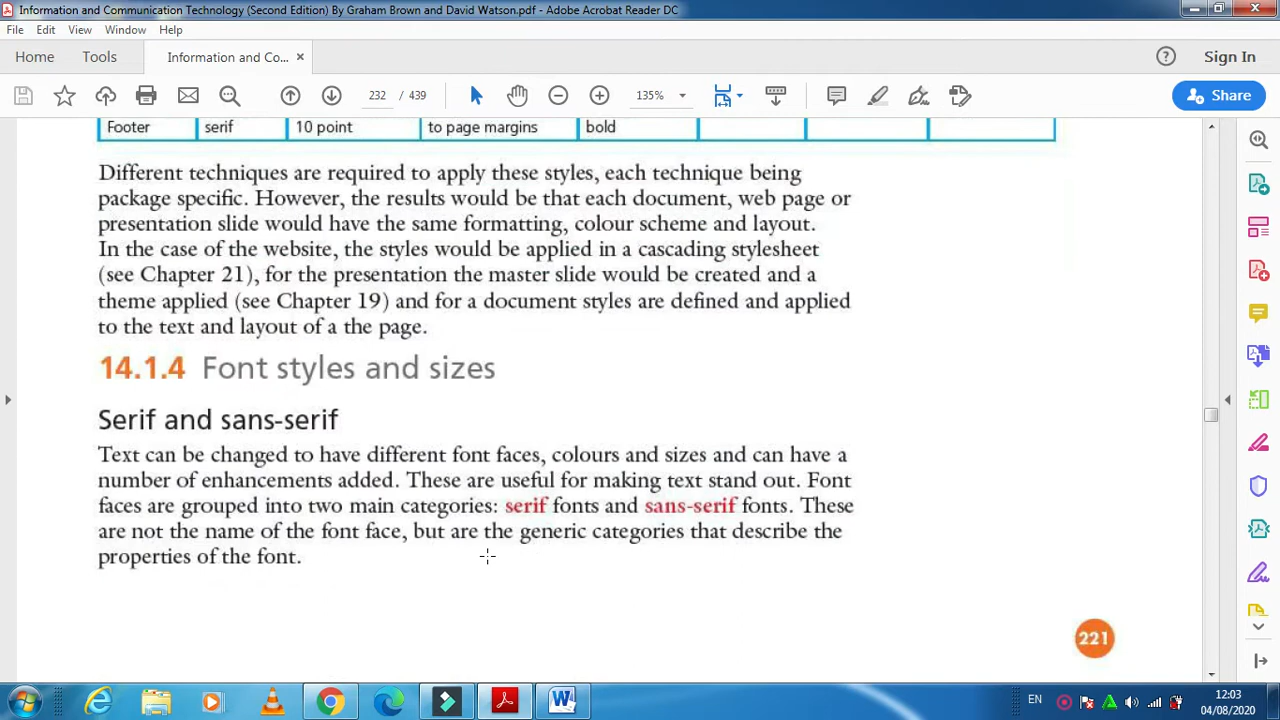 Information and Communication Technology (Second Edition) By Graham Brown and David Watson.pdf - Adobe Acrobat Reader DC
File Edit View Window Help
Home Tools Information and Co... × Sign In
232 / 439 135% Share
Footer serif 10 point to page margins bold
Different techniques are required to apply these styles, each technique being
package specific. However, the results would be that each document, web page or
presentation slide would have the same formatting, colour scheme and layout.
In the case of the website, the styles would be applied in a cascading stylesheet
(see Chapter 21), for the presentation the master slide would be created and a
theme applied (see Chapter 19) and for a document styles are defined and applied
to the text and layout of a the page.
14.1.4 Font styles and sizes
Serif and sans-serif
Text can be changed to have different font faces, colours and sizes and can have a
number of enhancements added. These are useful for making text stand out. Font
faces are grouped into two main categories: serif fonts and sans-serif fonts. These
are not the name of the font face, but are the generic categories that describe the
properties of the font.
221
EN 12:03
04/08/2020